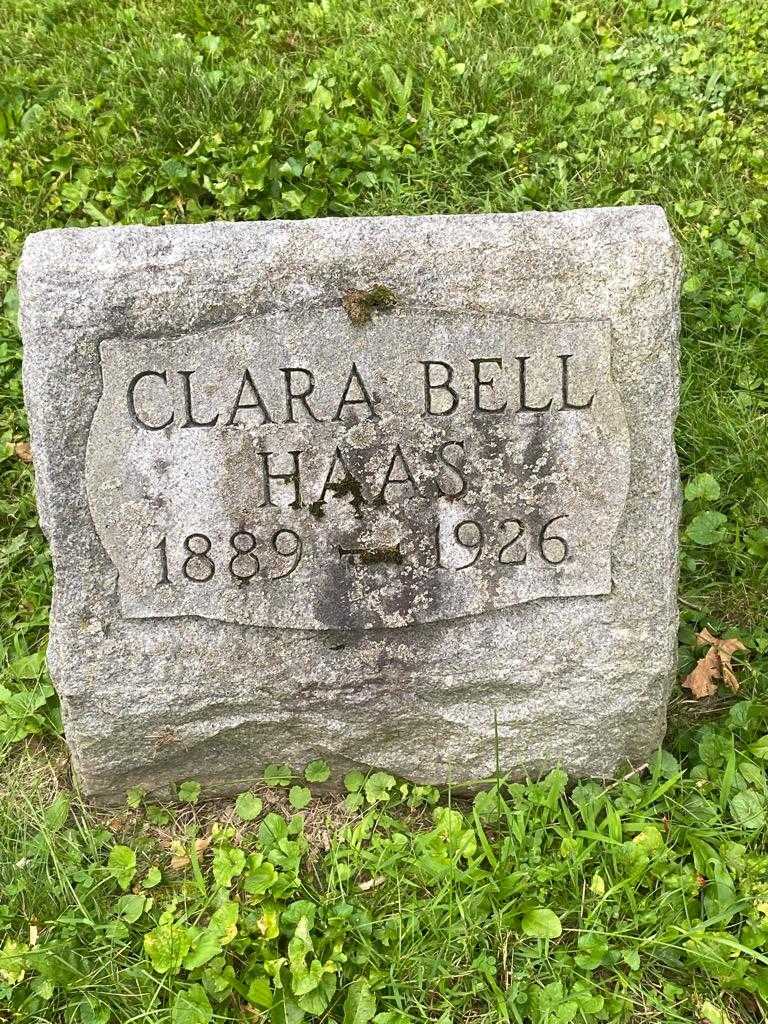 CLARA BELL
HAAS
1889 — 1926